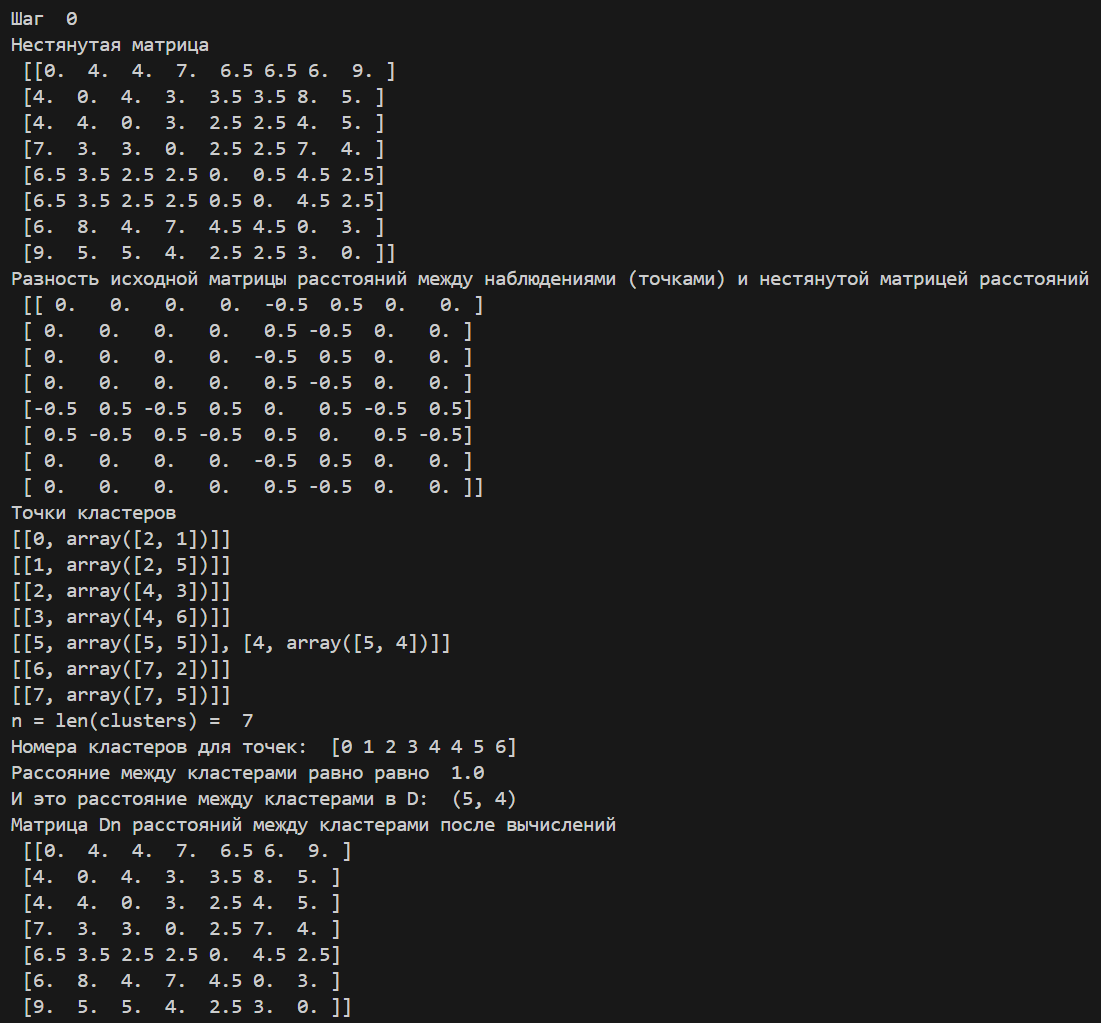 Шаг  0
Нестянутая матрица
 [[0.  4.  4.  7.  6.5 6.5 6.  9. ]
 [4.  0.  4.  3.  3.5 3.5 8.  5. ]
 [4.  4.  0.  3.  2.5 2.5 4.  5. ]
 [7.  3.  3.  0.  2.5 2.5 7.  4. ]
 [6.5 3.5 2.5 2.5 0.  0.5 4.5 2.5]
 [6.5 3.5 2.5 2.5 0.5 0.  4.5 2.5]
 [6.  8.  4.  7.  4.5 4.5 0.  3. ]
 [9.  5.  5.  4.  2.5 2.5 3.  0. ]]
Разность исходной матрицы расстояний между наблюдениями (точками) и нестянутой матрицей расстояний
 [[ 0.   0.   0.   0.  -0.5  0.5  0.   0. ]
 [ 0.   0.   0.   0.   0.5 -0.5  0.   0. ]
 [ 0.   0.   0.   0.  -0.5  0.5  0.   0. ]
 [ 0.   0.   0.   0.   0.5 -0.5  0.   0. ]
 [-0.5  0.5 -0.5  0.5  0.   0.5 -0.5  0.5]
 [ 0.5 -0.5  0.5 -0.5  0.5  0.   0.5 -0.5]
 [ 0.   0.   0.   0.  -0.5  0.5  0.   0. ]
 [ 0.   0.   0.   0.   0.5 -0.5  0.   0. ]]
Точки кластеров
[[0, array([2, 1])]]
[[1, array([2, 5])]]
[[2, array([4, 3])]]
[[3, array([4, 6])]]
[[5, array([5, 5])], [4, array([5, 4])]]
[[6, array([7, 2])]]
[[7, array([7, 5])]]
n = len(clusters) =  7
Номера кластеров для точек:  [0 1 2 3 4 4 5 6]
Рассояние между кластерами равно равно  1.0
И это расстояние между кластерами в D:  (5, 4)
Матрица Dn расстояний между кластерами после вычислений
 [[0.  4.  4.  7.  6.5 6.  9. ]
 [4.  0.  4.  3.  3.5 8.  5. ]
 [4.  4.  0.  3.  2.5 4.  5. ]
 [7.  3.  3.  0.  2.5 7.  4. ]
 [6.5 3.5 2.5 2.5 0.  4.5 2.5]
 [6.  8.  4.  7.  4.5 0.  3. ]
 [9.  5.  5.  4.  2.5 3.  0. ]]